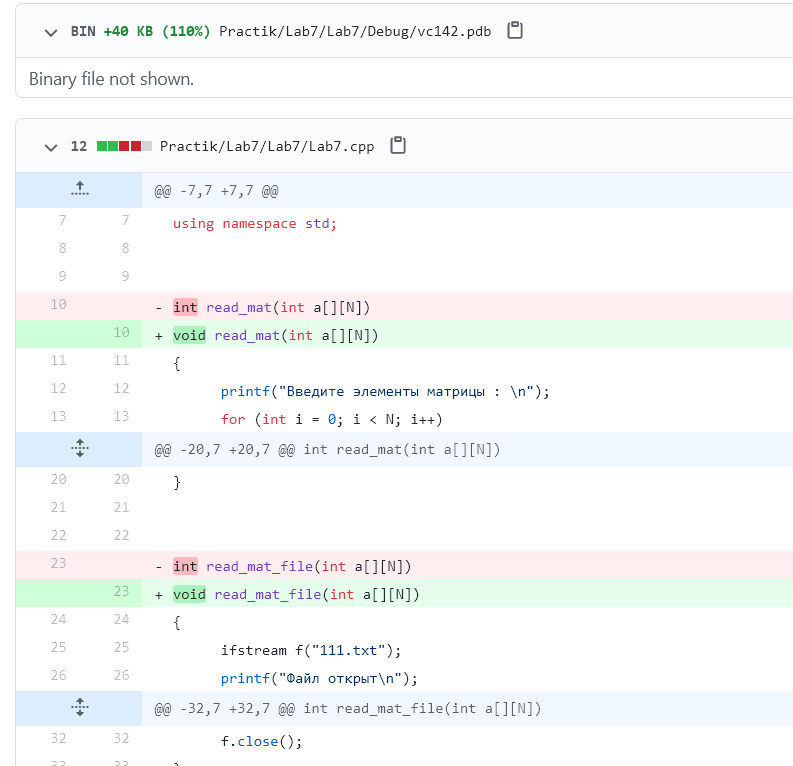 BIN +40 KB (110%) Practik/Lab7/Lab7/Debug/vc142.pdb
Binary file not shown.
12 Practik/Lab7/Lab7/Lab7.cpp
@@ -7,7 +7,7 @@
7 7 using namespace std;
8 8
9 9
10 - int read_mat(int a[][N])
10 + void read_mat(int a[][N])
11 11 {
12 12 printf("Введите элементы матрицы : \n");
13 13 for (int i = 0; i < N; i++)
@@ -20,7 +20,7 @@ int read_mat(int a[][N])
20 20 }
21 21
22 22
23 - int read_mat_file(int a[][N])
23 + void read_mat_file(int a[][N])
24 24 {
25 25 ifstream f("111.txt");
26 26 printf("Файл открыт\n");
@@ -32,7 +32,7 @@ int read_mat_file(int a[][N])
32 32 f.close();
33 33 }